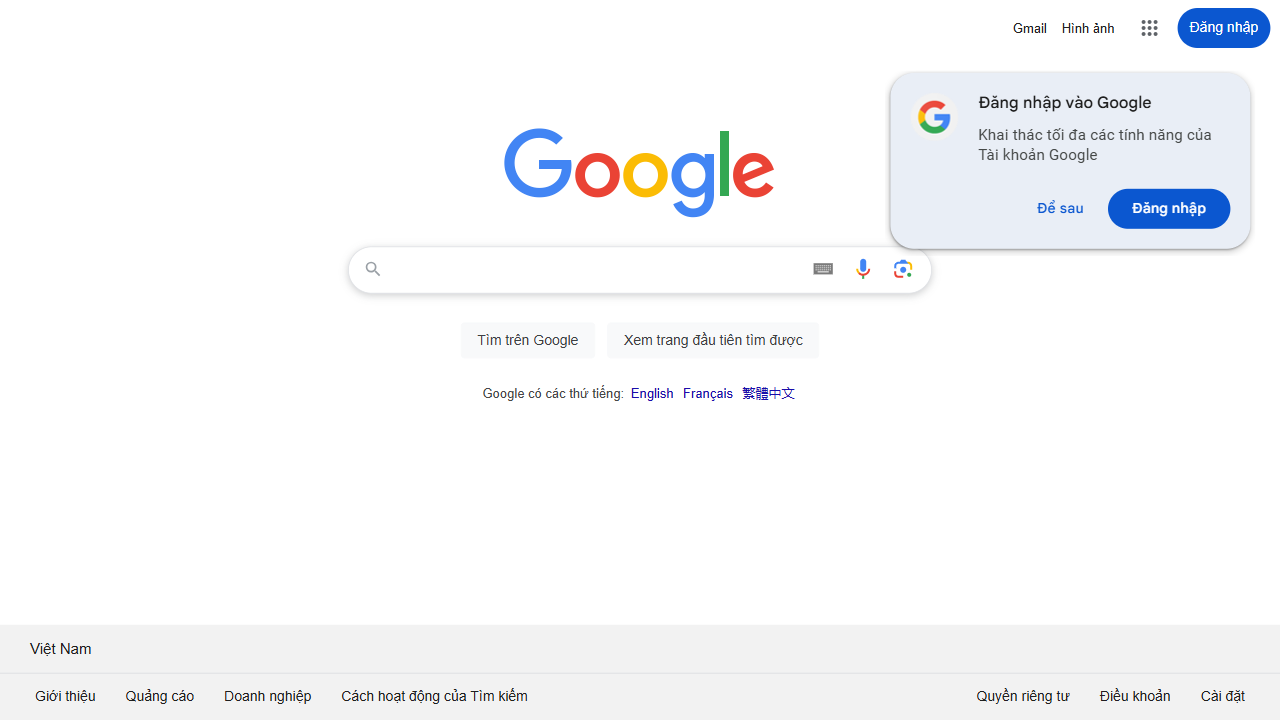 Gmail Hình ảnh Đăng nhập
Đăng nhập vào Google
Khai thác tối đa các tính năng của
Tài khoản Google
Để sau Đăng nhập
Google
Tìm trên Google Xem trang đầu tiên tìm được
Google có các thứ tiếng: English Français 繁體中文
Việt Nam
Giới thiệu Quảng cáo Doanh nghiệp Cách hoạt động của Tìm kiếm Quyền riêng tư Điều khoản Cài đặt